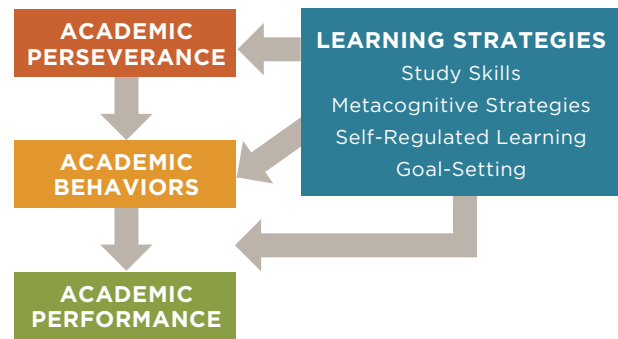 ACADEMIC
PERSEVERANCE
LEARNING STRATEGIES
Study Skills
Metacognitive Strategies
Self-Regulated Learning
Goal-Setting
ACADEMIC
BEHAVIORS
ACADEMIC
PERFORMANCE